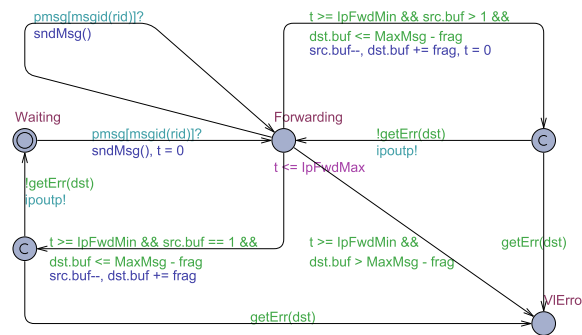 pmsg[msgid(rid)]?
sndMsg()
t >= IpFwdMin && src.buf > 1 &&
dst.buf <= MaxMsg - frag
src.buf--, dst.buf += frag, t = 0
Waiting
pmsg[msgid(rid)]?
sndMsg(), t = 0
Forwarding
t <= IpFwdMax
!getErr(dst)
ipoutp!
C
!getErr(dst)
ipoutp!
C
t >= IpFwdMin && src.buf == 1 &&
dst.buf <= MaxMsg - frag
src.buf--, dst.buf += frag
t >= IpFwdMin &&
dst.buf > MaxMsg - frag
getErr(dst)
getErr(dst)
VlErro